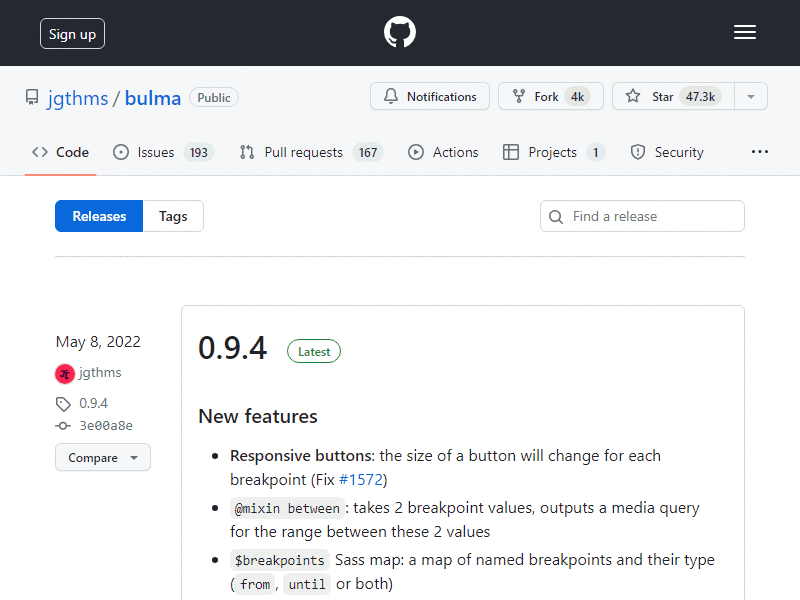 Sign up
jgthms / bulma Public
Notifications Fork 4k Star 47.3k
Code Issues 193 Pull requests 167 Actions Projects 1 Security ...
Releases Tags Find a release
May 8, 2022
jgthms
0.9.4
3e00a8e
Compare
0.9.4 Latest
New features
Responsive buttons: the size of a button will change for each
breakpoint (Fix #1572)
@mixin between: takes 2 breakpoint values, outputs a media query
for the range between these 2 values
$breakpoints Sass map: a map of named breakpoints and their type
(from, until or both)